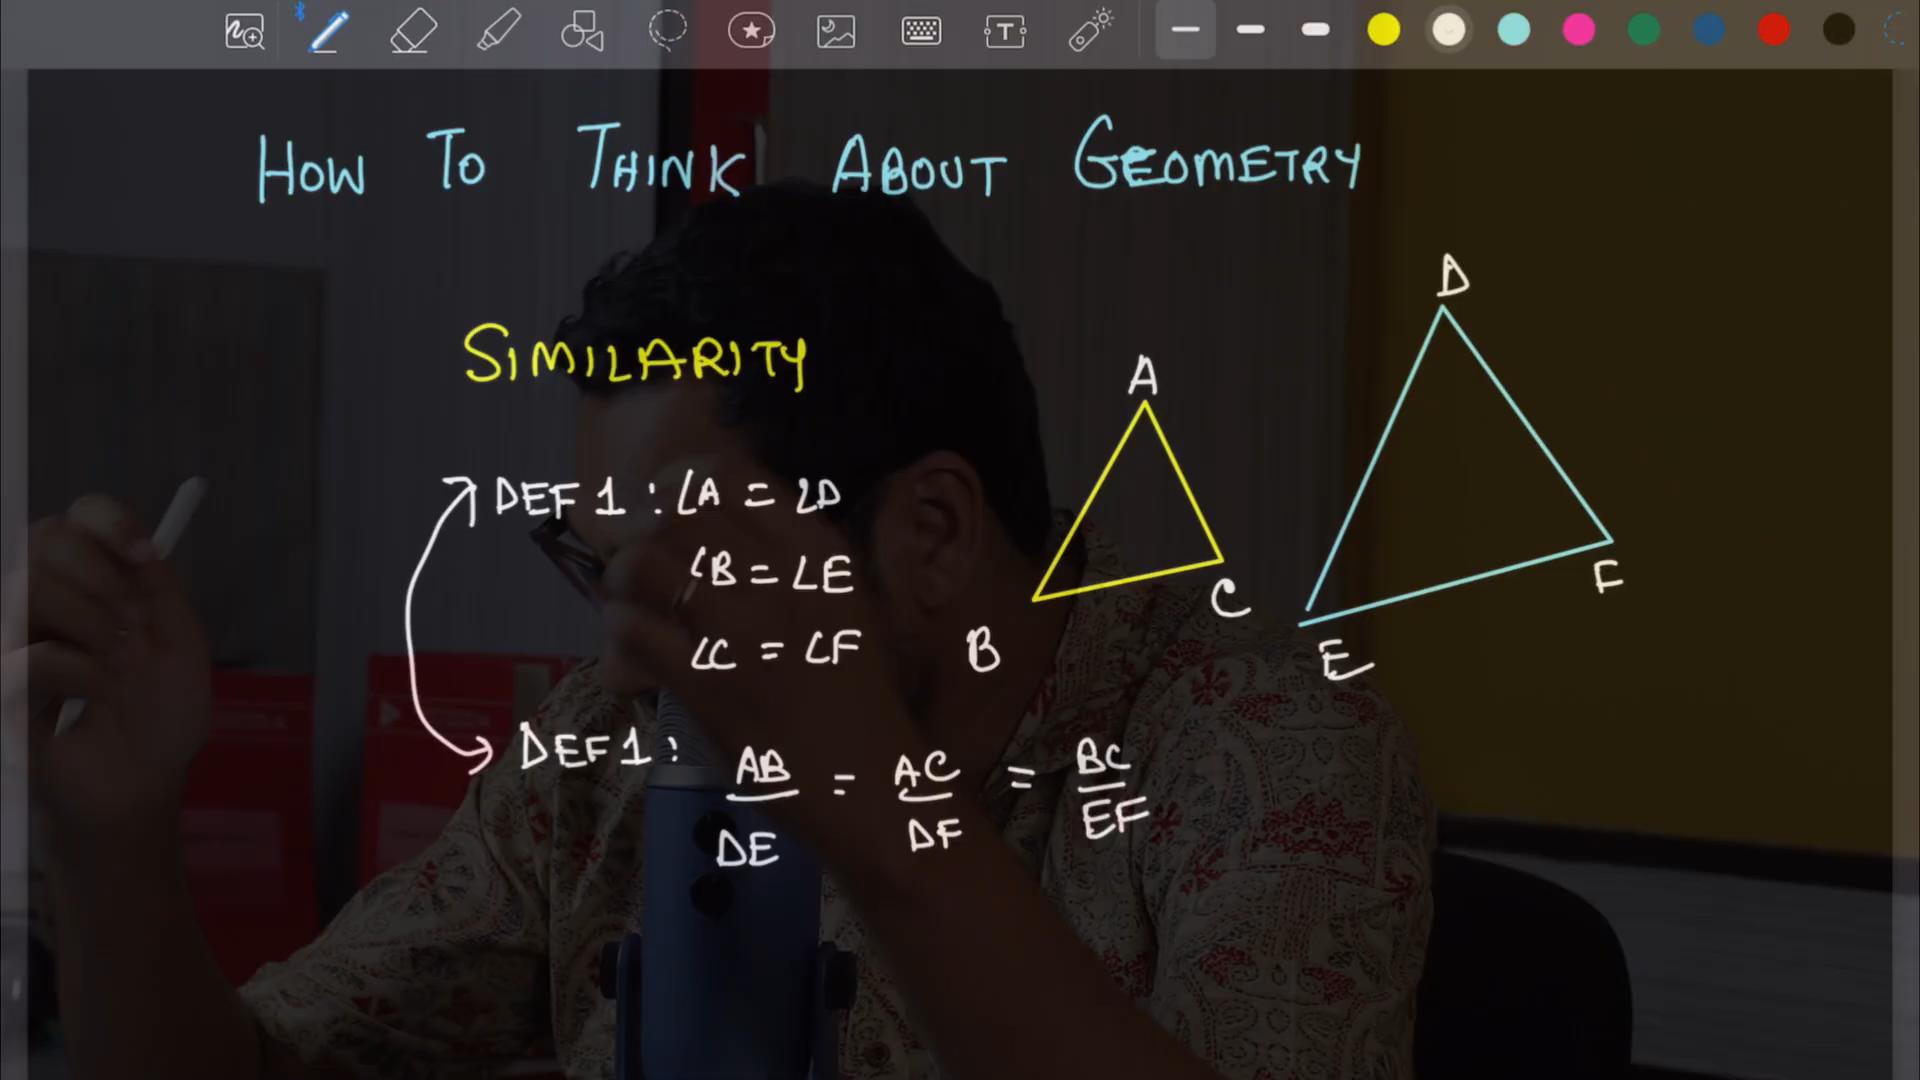 HOW TO THINK ABOUT GEOMETRY
SIMILARITY
DEF 1 : ∠A = ∠D
∠B = ∠E
∠C = ∠F
DEF 1 : AB/DE = AC/DF = BC/EF
A
B
C
D
E
F
T